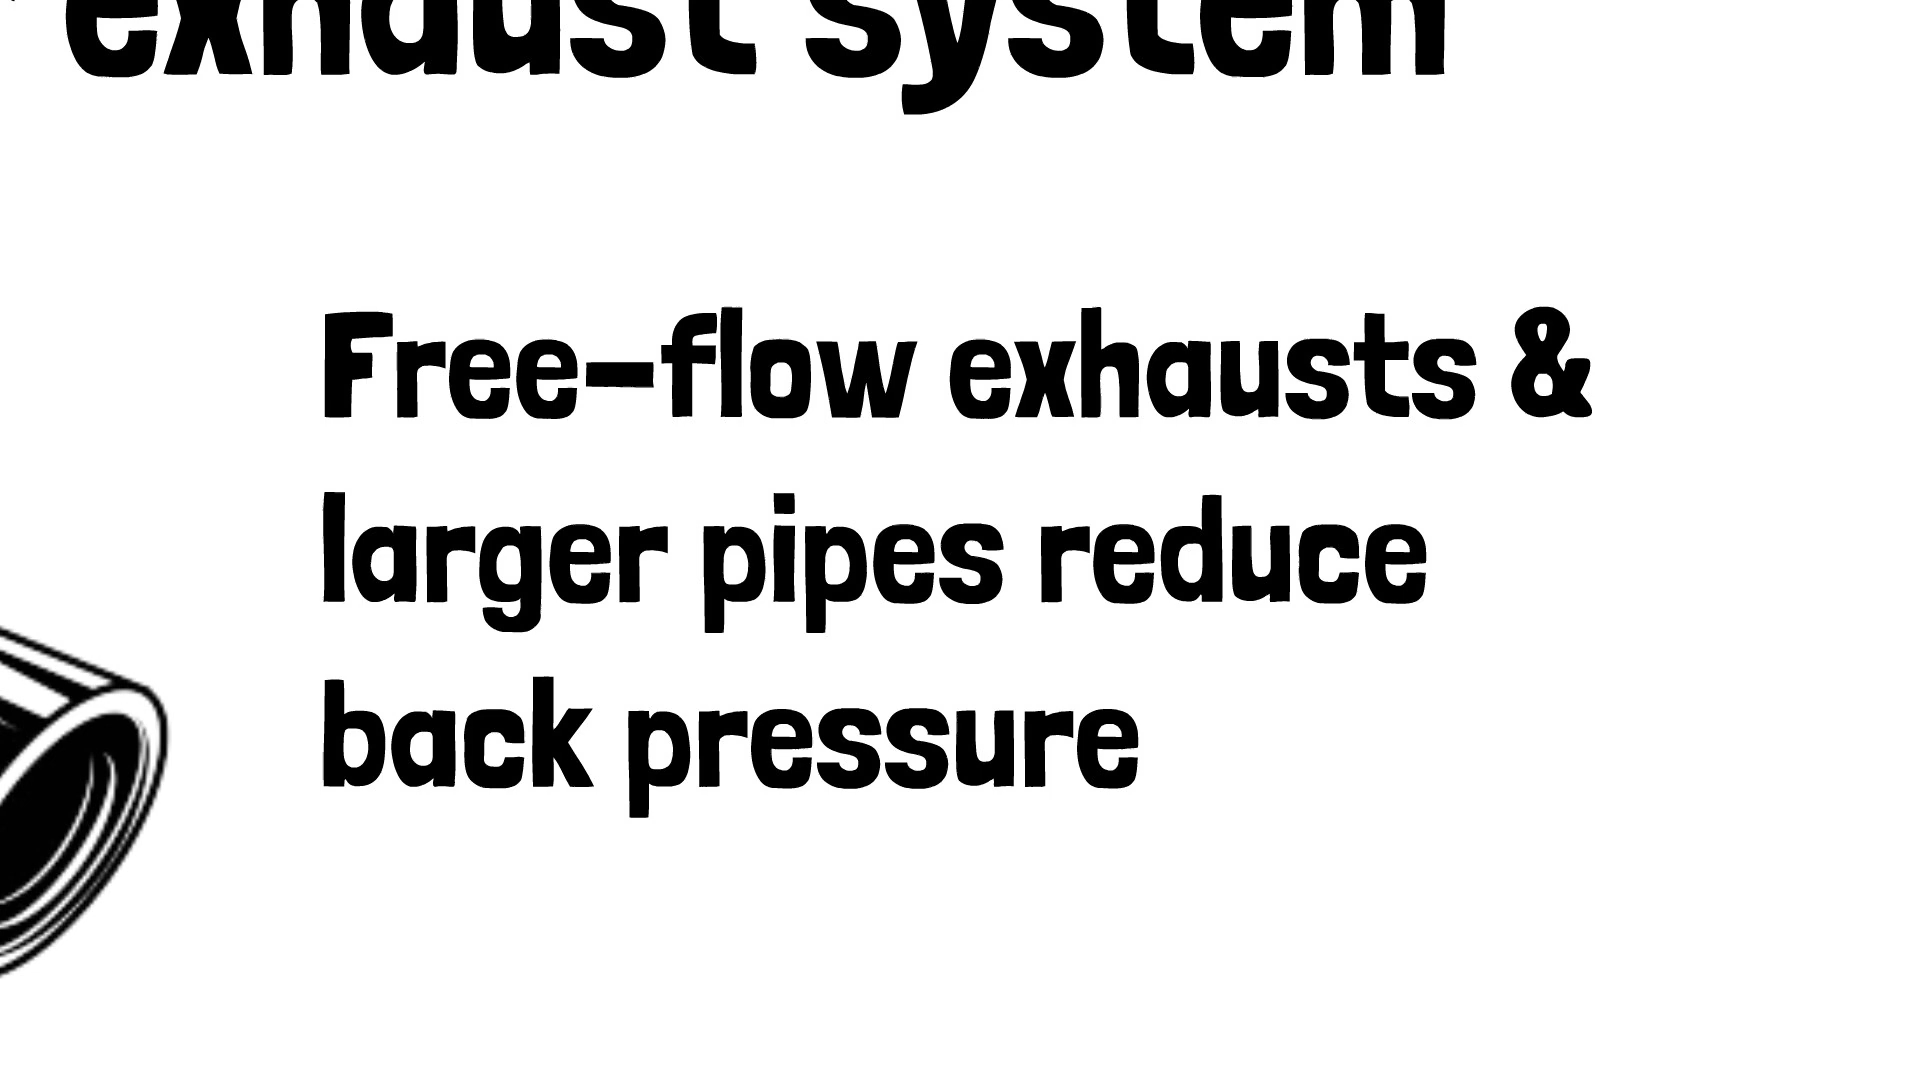 exhaust system
Free-flow exhausts &
larger pipes reduce
back pressure